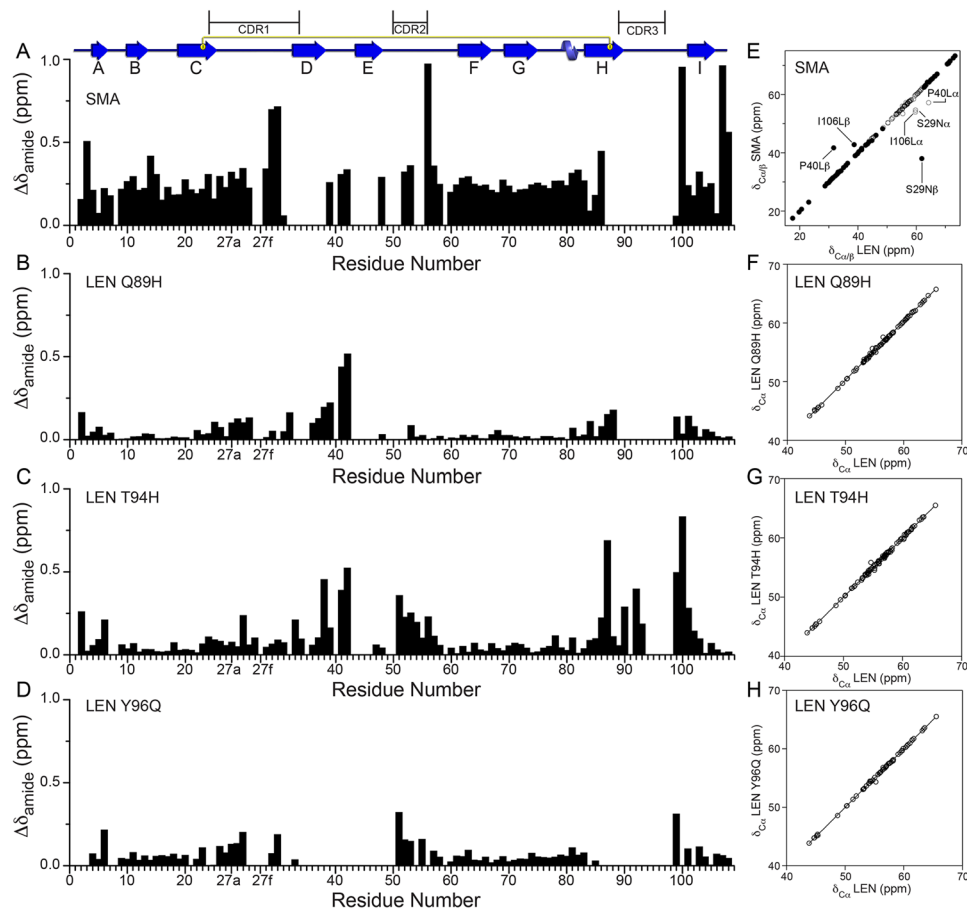 CDR1
CDR2
CDR3
A
A B C D E F G H I
1.0
0.5
0.0
Δδamide (ppm)
SMA
0 10 20 27a 27f 40 50 60 70 80 90 100
Residue Number
B
1.0
0.5
0.0
Δδamide (ppm)
LEN Q89H
0 10 20 27a 27f 40 50 60 70 80 90 100
Residue Number
C
1.0
0.5
0.0
Δδamide (ppm)
LEN T94H
0 10 20 27a 27f 40 50 60 70 80 90 100
Residue Number
D
1.0
0.5
0.0
Δδamide (ppm)
LEN Y96Q
0 10 20 27a 27f 40 50 60 70 80 90 100
Residue Number
E
SMA
P40Lα
I106Lβ
S29Nα
I106Lα
P40Lβ
S29Nβ
60
40
20
δCα/β SMA (ppm)
20 30 40 50 60 70
δCα/β LEN (ppm)
F
LEN Q89H
70
60
50
40
δCα LEN Q89H (ppm)
40 50 60 70
δCα LEN (ppm)
G
LEN T94H
70
60
50
40
δCα LEN T94H (ppm)
40 50 60 70
δCα LEN (ppm)
H
LEN Y96Q
70
60
50
40
δCα LEN Y96Q (ppm)
40 50 60 70
δCα LEN (ppm)